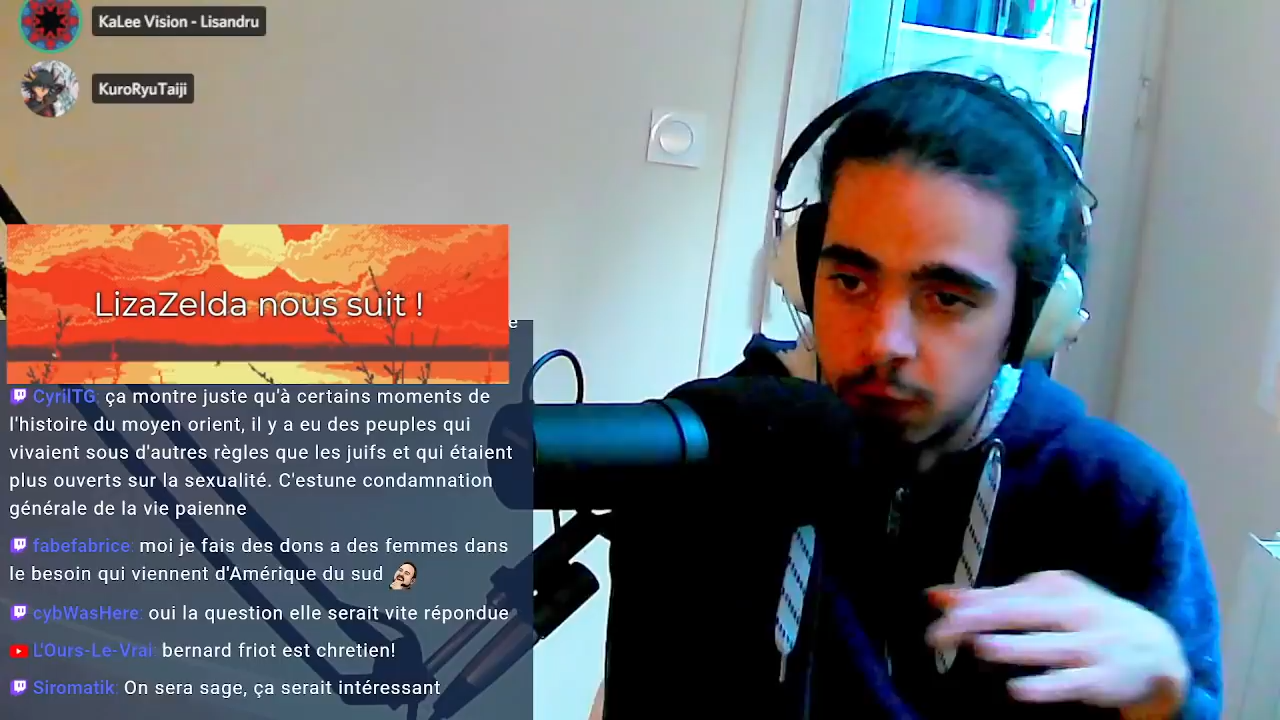 KaLee Vision - Lisandru
KuroRyuTaiji
LizaZelda nous suit !
e
CyrilTG: ça montre juste qu'à certains moments de
l'histoire du moyen orient, il y a eu des peuples qui
vivaient sous d'autres règles que les juifs et qui étaient
plus ouverts sur la sexualité. C'estune condamnation
générale de la vie paienne
fabefabrice: moi je fais des dons a des femmes dans
le besoin qui viennent d'Amérique du sud
cybWasHere: oui la question elle serait vite répondue
L'Ours-Le-Vrai: bernard friot est chretien!
Siromatik: On sera sage, ça serait intéressant